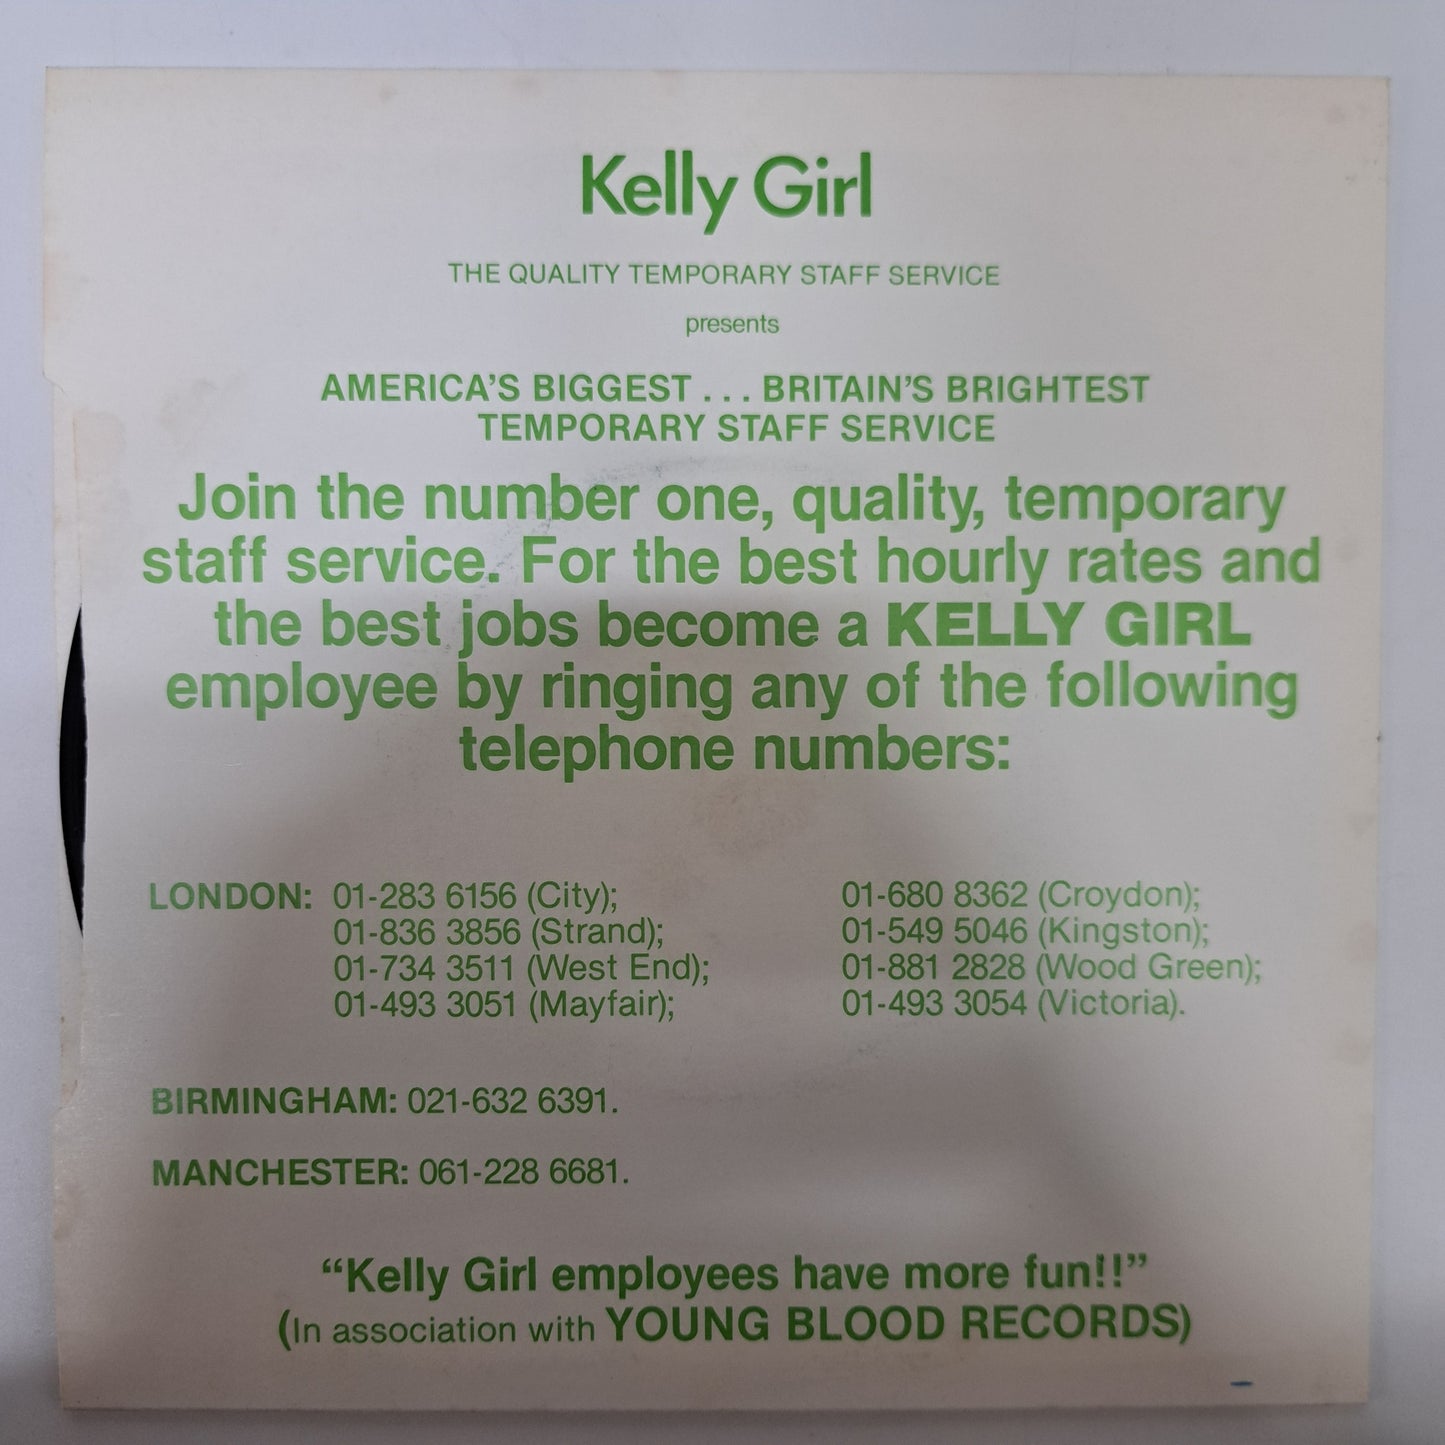 Kelly Girl
THE QUALITY TEMPORARY STAFF SERVICE
presents
AMERICA'S BIGGEST . . . BRITAIN'S BRIGHTEST
TEMPORARY STAFF SERVICE
Join the number one, quality, temporary
staff service. For the best hourly rates and
the best jobs become a KELLY GIRL
employee by ringing any of the following
telephone numbers:
LONDON: 01-283 6156 (City);
01-836 3856 (Strand);
01-734 3511 (West End);
01-493 3051 (Mayfair);
01-680 8362 (Croydon);
01-549 5046 (Kingston);
01-881 2828 (Wood Green);
01-493 3054 (Victoria).
BIRMINGHAM: 021-632 6391.
MANCHESTER: 061-228 6681.
“Kelly Girl employees have more fun!!”
(In association with YOUNG BLOOD RECORDS)